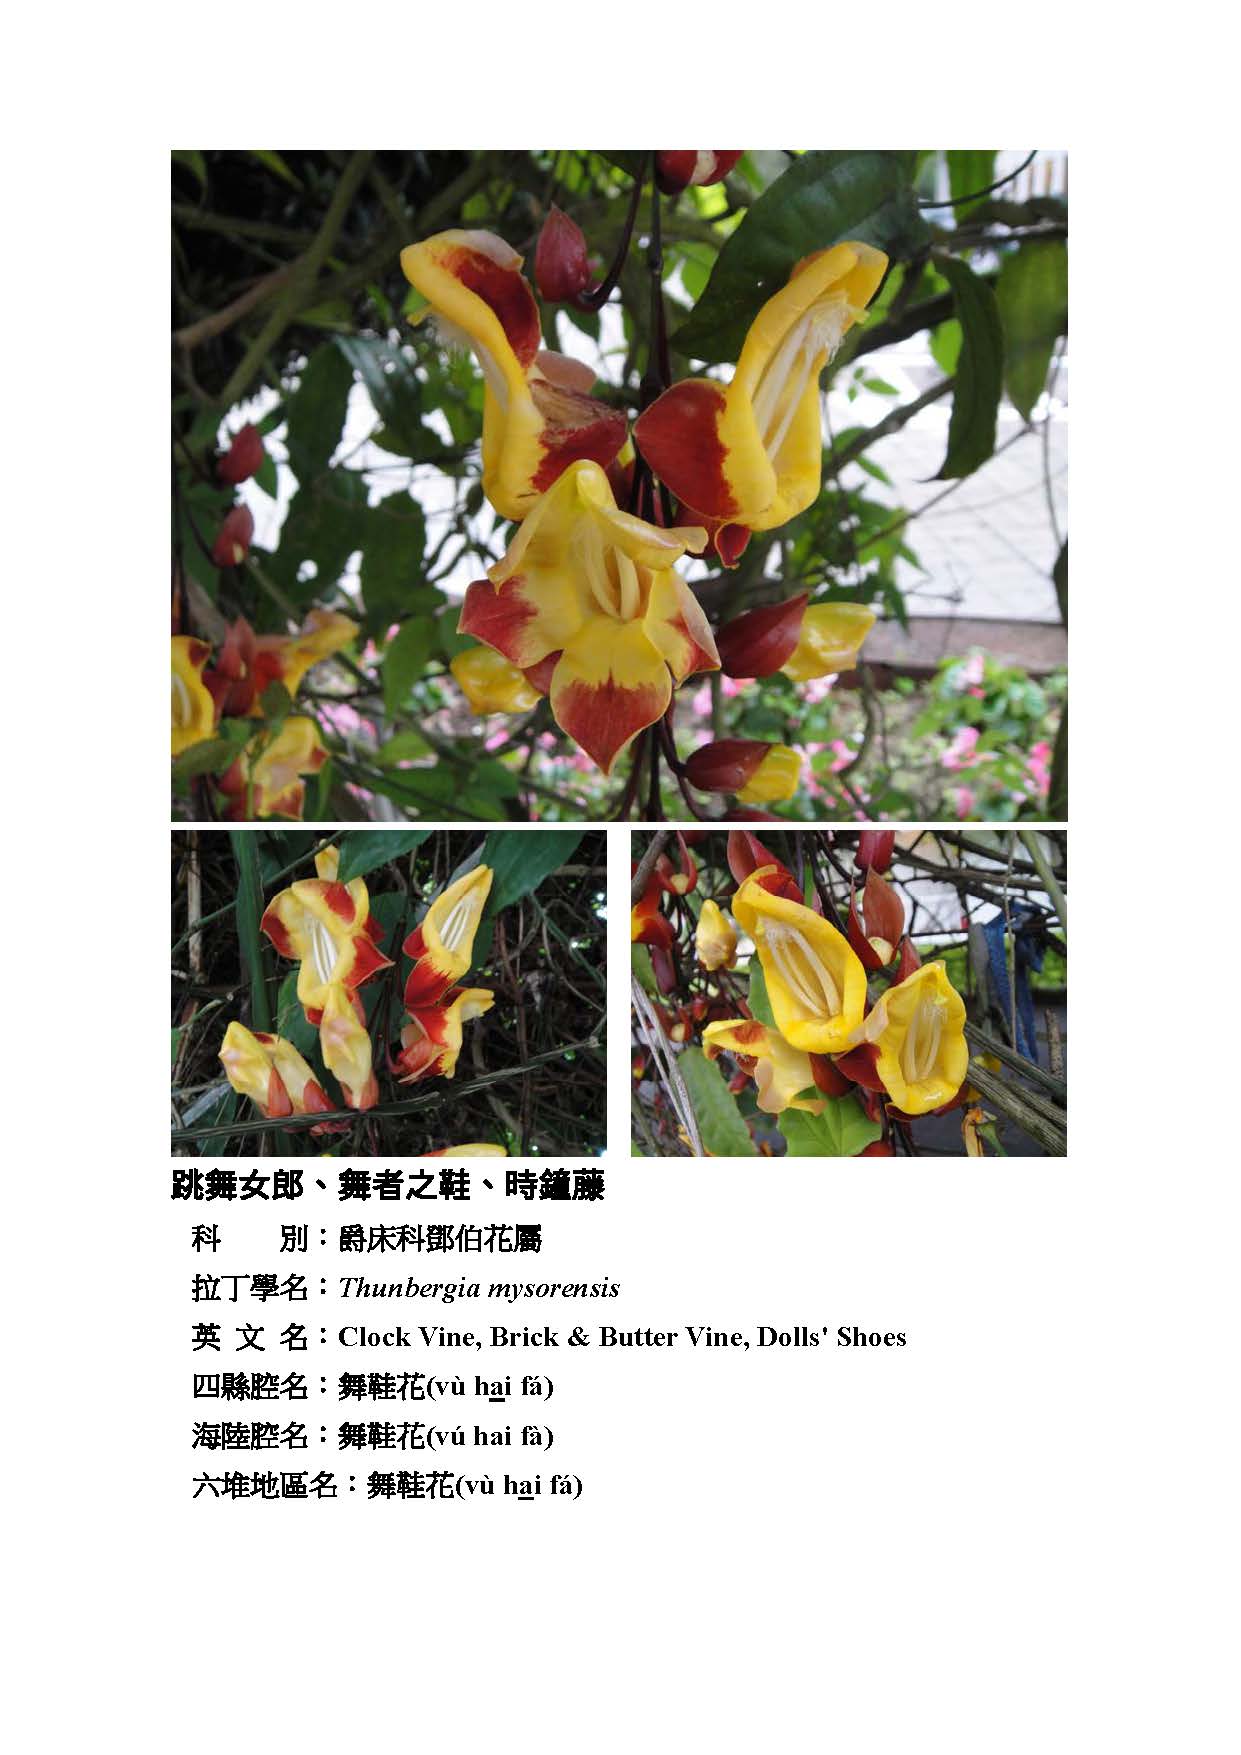 跳舞女郎、舞者之鞋、時鐘藤
科　　別：爵床科鄧伯花屬
拉丁學名：Thunbergia mysorensis
英 文 名：Clock Vine, Brick & Butter Vine, Dolls' Shoes
四縣腔名：舞鞋花(vù ha̲i fá)
海陸腔名：舞鞋花(vú hai fà)
六堆地區名：舞鞋花(vù ha̲i fá)